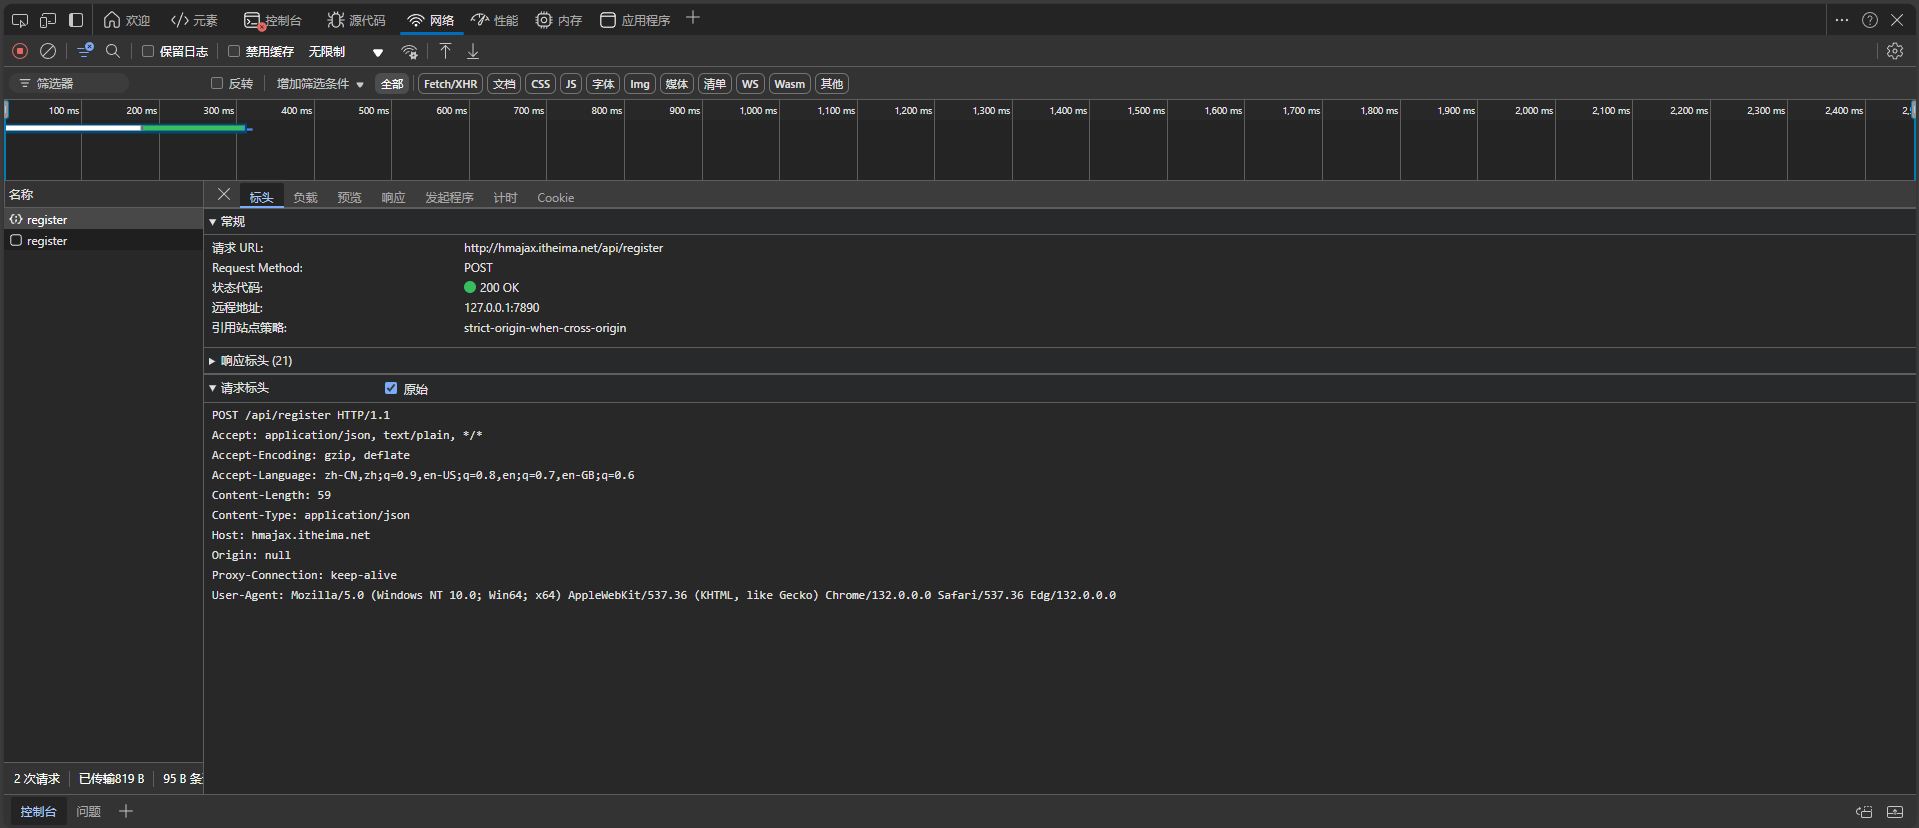 欢迎 元素 控制台 源代码 网络 性能 内存 应用程序
保留日志 禁用缓存 无限制
筛选器 反转 增加筛选条件 全部 Fetch/XHR 文档 CSS JS 字体 Img 媒体 清单 WS Wasm 其他
100 ms 200 ms 300 ms 400 ms 500 ms 600 ms 700 ms 800 ms 900 ms 1,000 ms 1,100 ms 1,200 ms 1,300 ms 1,400 ms 1,500 ms 1,600 ms 1,700 ms 1,800 ms 1,900 ms 2,000 ms 2,100 ms 2,200 ms 2,300 ms 2,400 ms
名称
register
register
标头 负载 预览 响应 发起程序 计时 Cookie
常规
请求 URL: http://hmajax.itheima.net/api/register
Request Method: POST
状态代码: 200 OK
远程地址: 127.0.0.1:7890
引用站点策略: strict-origin-when-cross-origin
响应标头 (21)
请求标头 原始
POST /api/register HTTP/1.1
Accept: application/json, text/plain, */*
Accept-Encoding: gzip, deflate
Accept-Language: zh-CN,zh;q=0.9,en-US;q=0.8,en;q=0.7,en-GB;q=0.6
Content-Length: 59
Content-Type: application/json
Host: hmajax.itheima.net
Origin: null
Proxy-Connection: keep-alive
User-Agent: Mozilla/5.0 (Windows NT 10.0; Win64; x64) AppleWebKit/537.36 (KHTML, like Gecko) Chrome/132.0.0.0 Safari/537.36 Edg/132.0.0.0
2 次请求 已传输819 B 95 B 条
控制台 问题